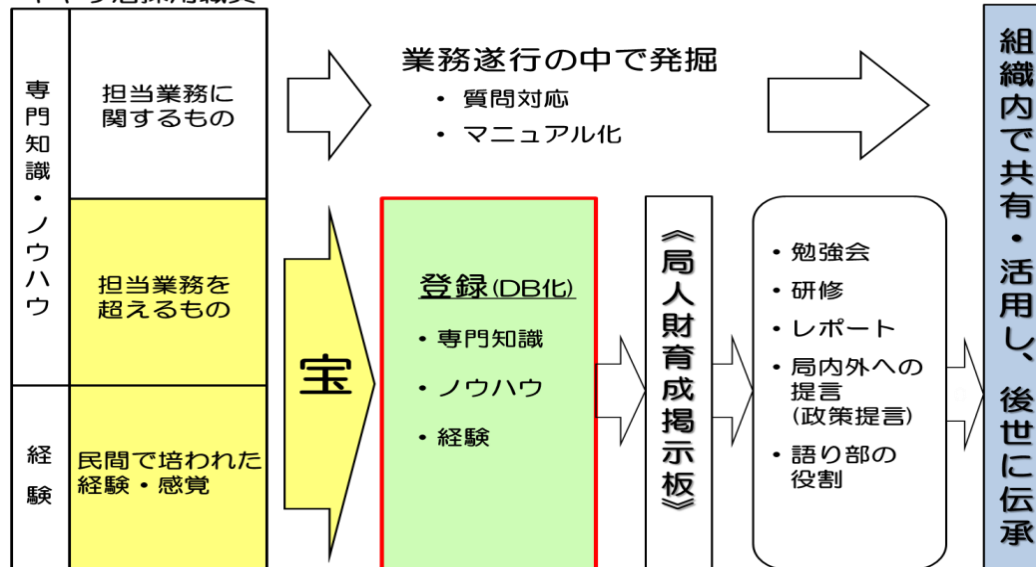 専門知識・ノウハウ
担当業務に
関するもの
業務遂行の中で発掘
・ 質問対応
・ マニュアル化
担当業務を
超えるもの
経験
民間で培われた
経験・感覚
宝
登録(DB化)
・専門知識
・ノウハウ
・経験
《局人財育成掲示板》
・勉強会
・研修
・レポート
・局内外への
提言
(政策提言)
・語り部の
役割
組織内で共有・活用し、後世に伝承